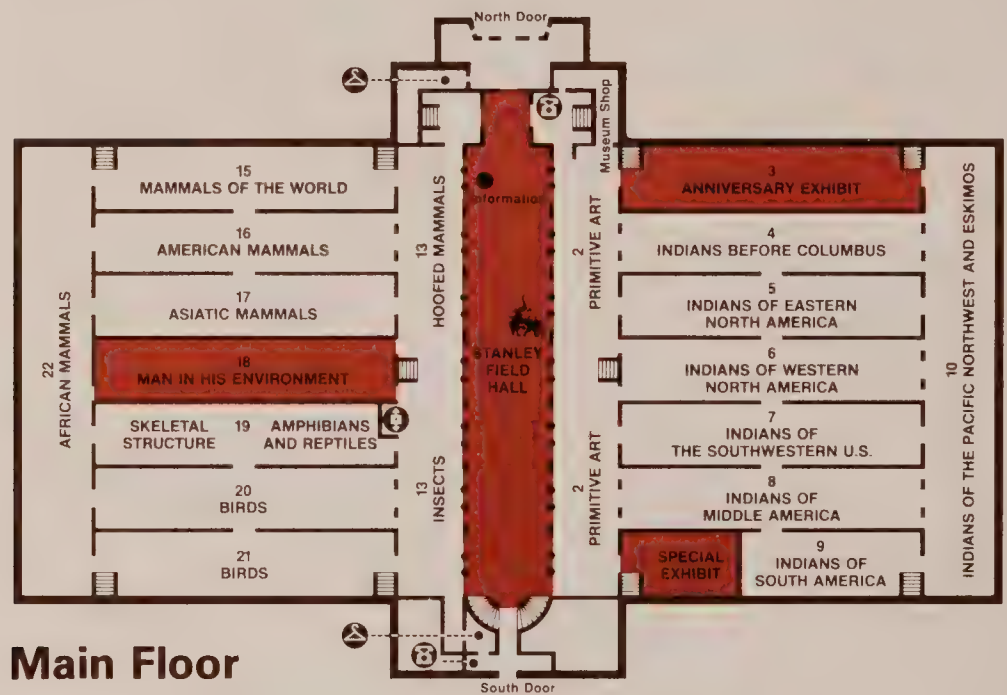 North Door
Museum Shop
15
MAMMALS OF THE WORLD
16
AMERICAN MAMMALS
17
ASIATIC MAMMALS
18
MAN IN HIS ENVIRONMENT
SKELETAL
STRUCTURE
19
AMPHIBIANS
AND REPTILES
20
BIRDS
21
BIRDS
22
AFRICAN MAMMALS
13
HOOFED MAMMALS
13
INSECTS
Information
STANLEY
FIELD
HALL
2
PRIMITIVE ART
2
PRIMITIVE ART
3
ANNIVERSARY EXHIBIT
4
INDIANS BEFORE COLUMBUS
5
INDIANS OF EASTERN
NORTH AMERICA
6
INDIANS OF WESTERN
NORTH AMERICA
7
INDIANS OF
THE SOUTHWESTERN U.S.
8
INDIANS OF
MIDDLE AMERICA
SPECIAL
EXHIBIT
9
INDIANS OF
SOUTH AMERICA
10
INDIANS OF THE PACIFIC NORTHWEST AND ESKIMOS
Main Floor
South Door